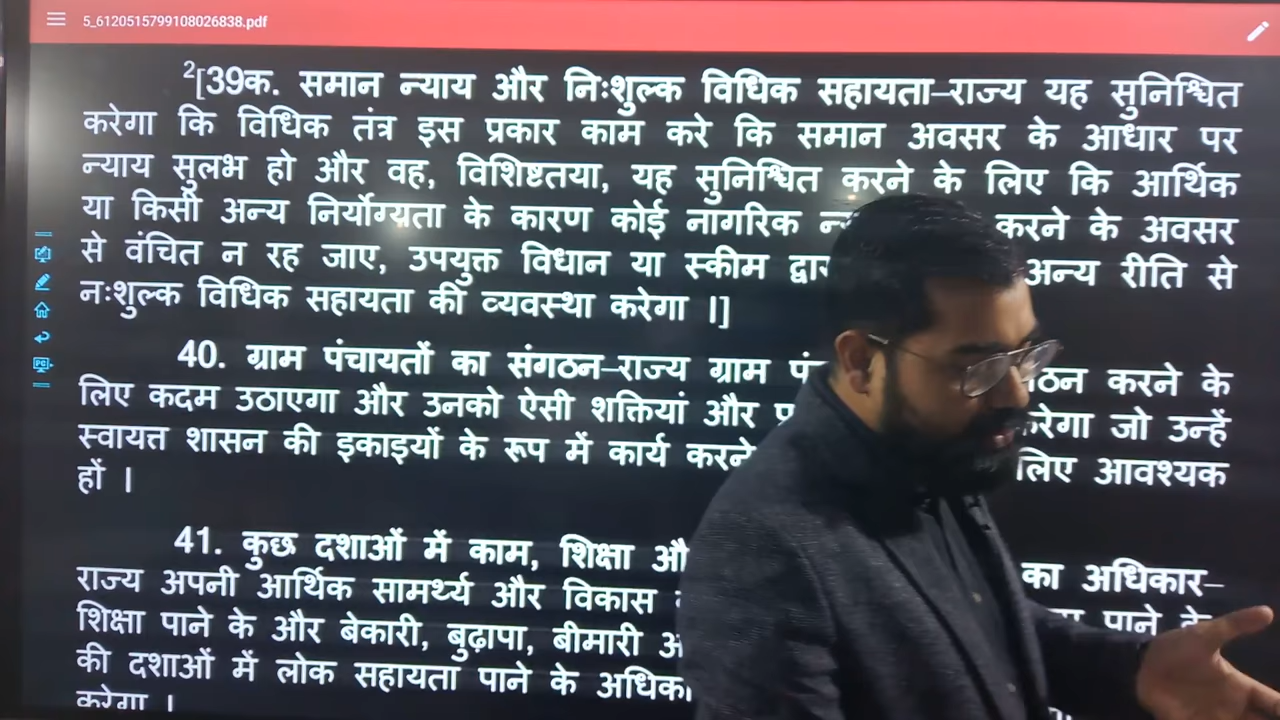 5_6120515799108026838.pdf
2[39क. समान न्याय और निःशुल्क विधिक सहायता–राज्य यह सुनिश्चित
करेगा कि विधिक तंत्र इस प्रकार काम करे कि समान अवसर के आधार पर
न्याय सुलभ हो और वह, विशिष्टतया, यह सुनिश्चित करने के लिए कि आर्थिक
या किसी अन्य निर्योग्यता के कारण कोई नागरिक करने के अवसर
से वंचित न रह जाए, उपयुक्त विधान या स्कीम अन्य रीति से
नःशुल्क विधिक सहायता की व्यवस्था करेगा ।]
40. ग्राम पंचायतों का संगठन–राज्य ग्राम करने के
लिए कदम उठाएगा और उनको ऐसी शक्तियां और जो उन्हें
स्वायत्त शासन की इकाइयों के रूप में कार्य करने लिए आवश्यक
हों ।
41. कुछ दशाओं में काम, शिक्षा का अधिकार–
राज्य अपनी आर्थिक सामर्थ्य और विकास पाने के
शिक्षा पाने के और बेकारी, बुढ़ापा, बीमारी
की दशाओं में लोक सहायता पाने के
करेगा ।